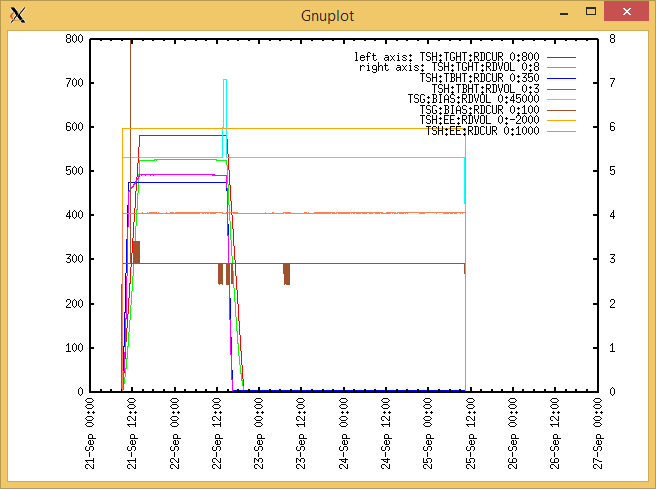 Gnuplot
800
700
600
500
400
300
200
100
0
8
7
6
5
4
3
2
1
0
left axis: TSH:TGHT:RDCUR 0:800
right axis: TSH:TGHT:RDVOL 0:8
TSH:TBHT:RDCUR 0:350
TSH:TBHT:RDVOL 0:3
TSG:BIAS:RDVOL 0:45000
TSG:BIAS:RDCUR 0:100
TSH:EE:RDVOL 0:-2000
TSH:EE:RDCUR 0:1000
21-Sep 00:00
21-Sep 12:00
22-Sep 00:00
22-Sep 12:00
23-Sep 00:00
23-Sep 12:00
24-Sep 00:00
24-Sep 12:00
25-Sep 00:00
25-Sep 12:00
26-Sep 00:00
26-Sep 12:00
27-Sep 00:00